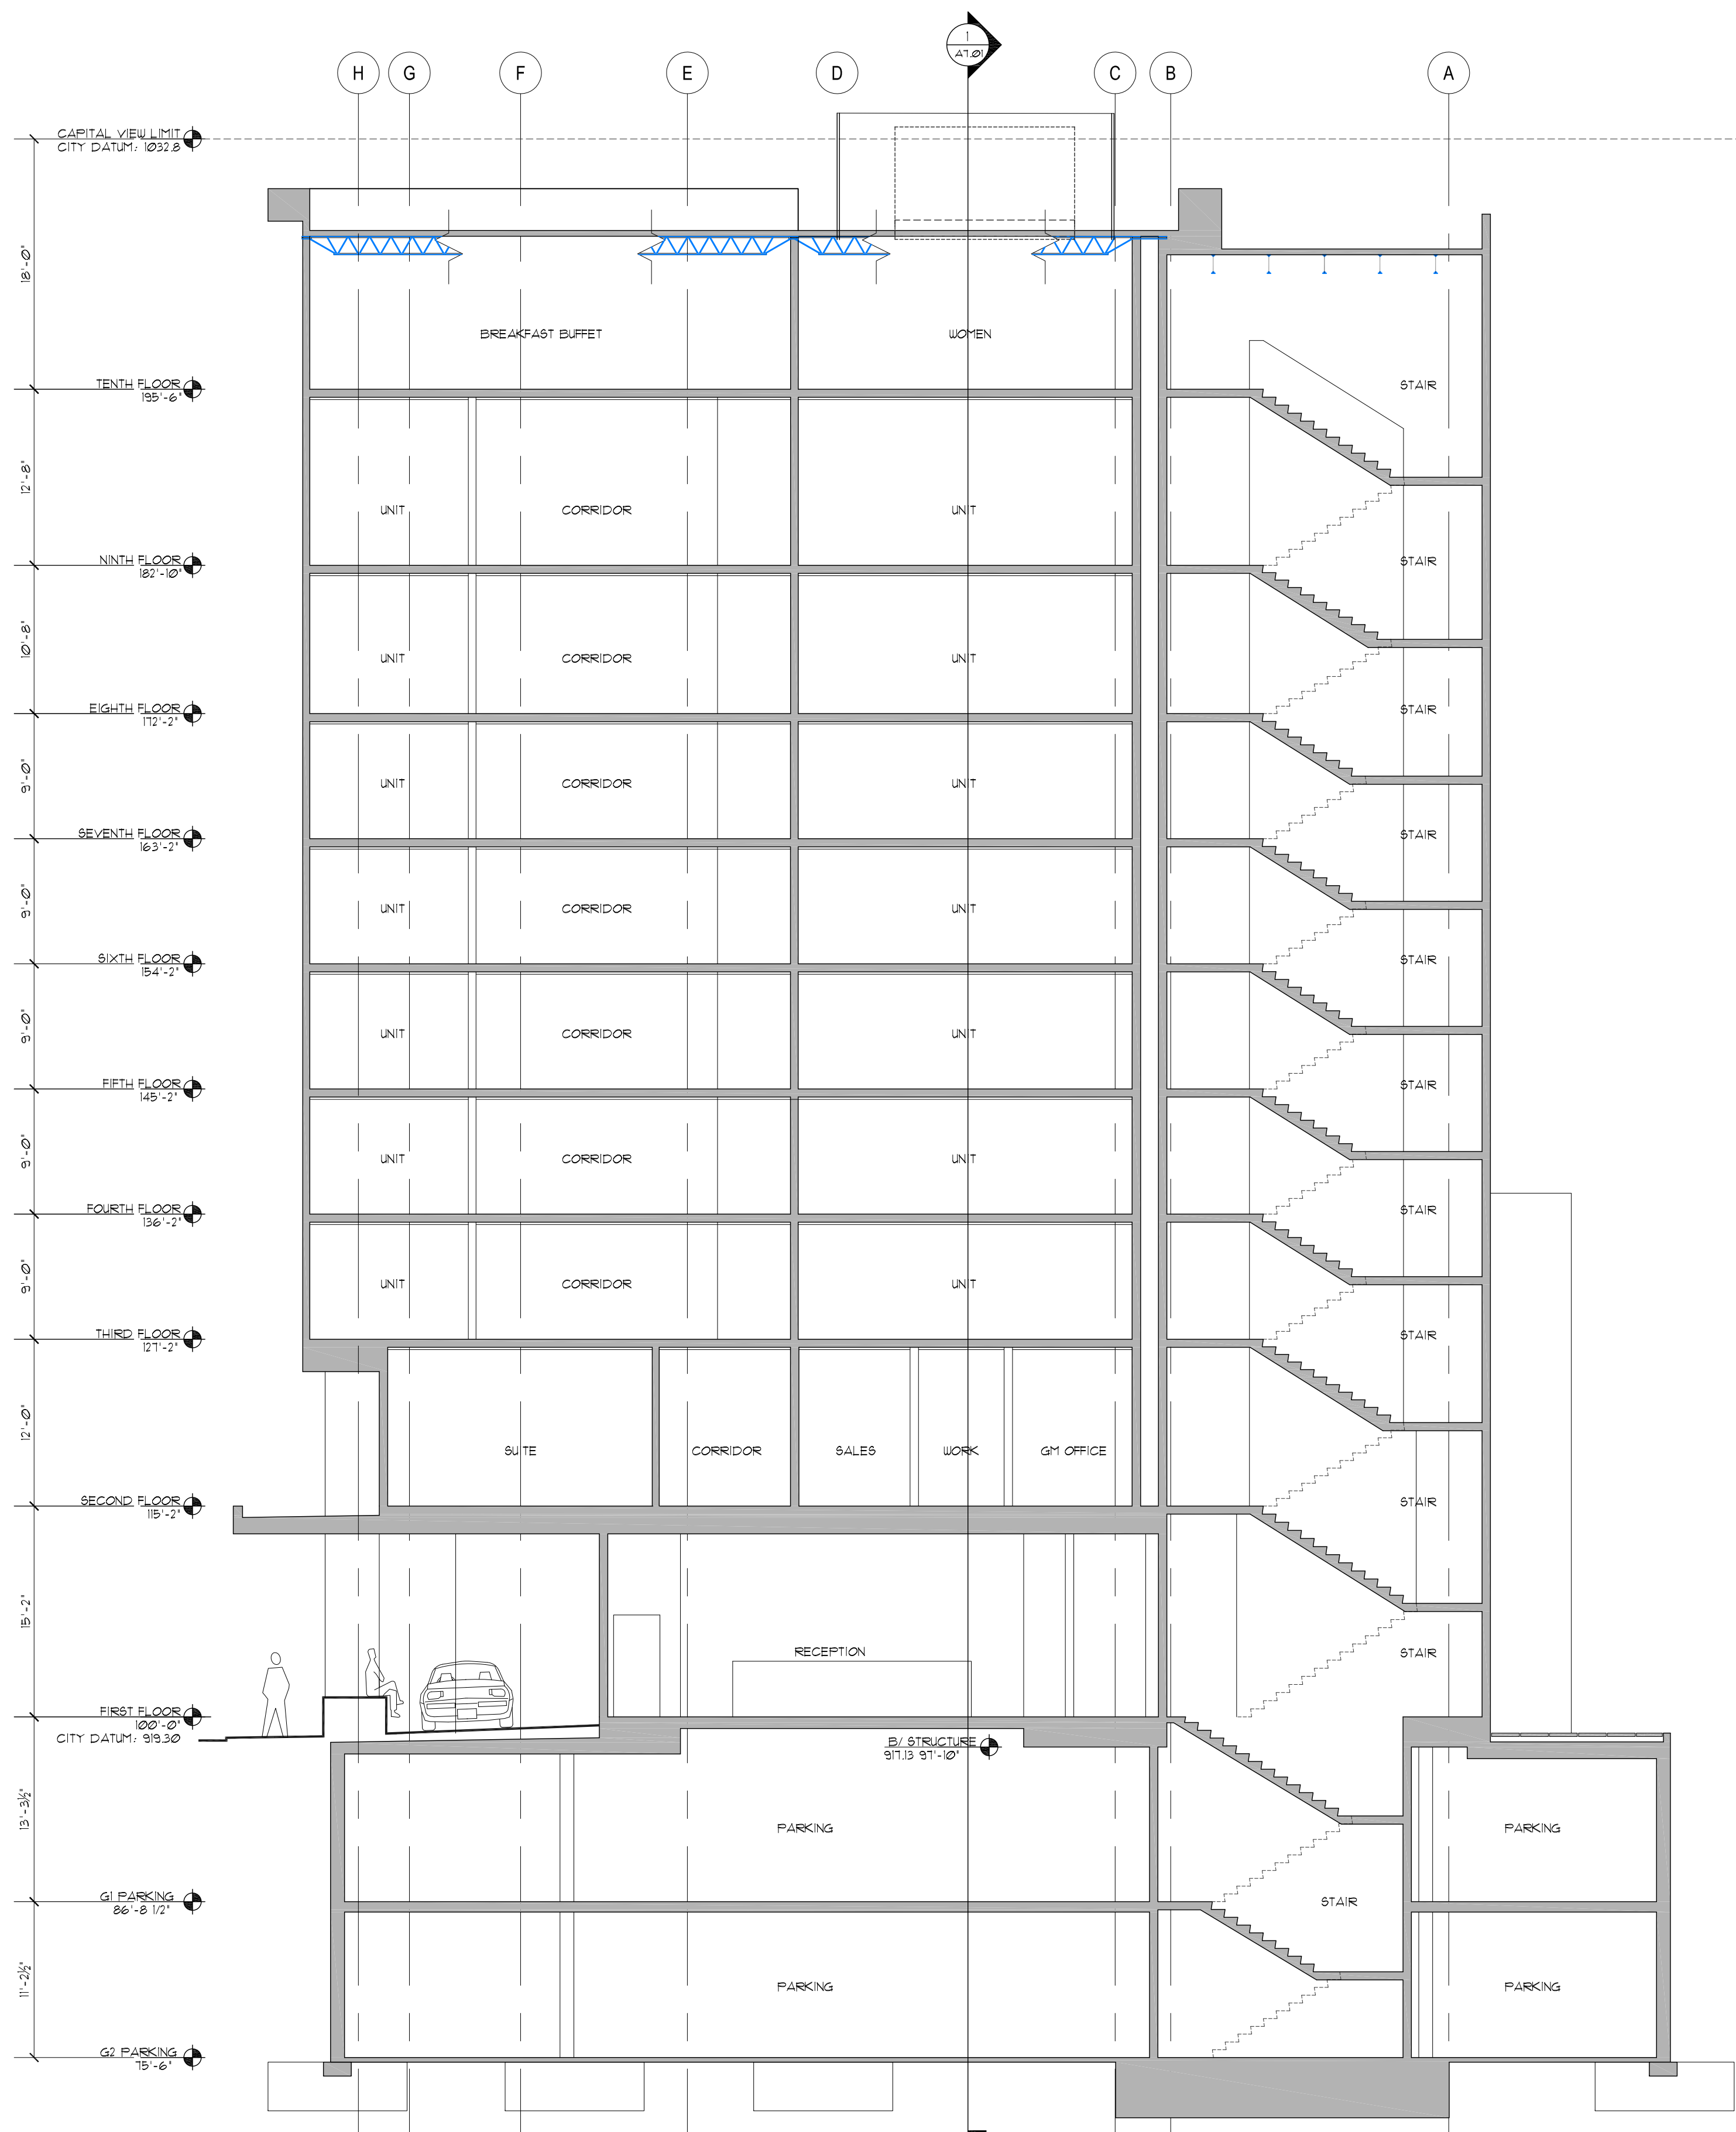 1
A7.01
H G F E D C B A
CAPITAL VIEW LIMIT
CITY DATUM: 1032.8
18'-0"
BREAKFAST BUFFET WOMEN
TENTH FLOOR
195'-6"
STAIR
12'-8"
UNIT CORRIDOR UNIT
NINTH FLOOR
182'-10"
STAIR
10'-8"
UNIT CORRIDOR UNIT
EIGHTH FLOOR
172'-2"
STAIR
9'-0"
UNIT CORRIDOR UNIT
SEVENTH FLOOR
163'-2"
STAIR
9'-0"
UNIT CORRIDOR UNIT
SIXTH FLOOR
154'-2"
STAIR
9'-0"
UNIT CORRIDOR UNIT
FIFTH FLOOR
145'-2"
STAIR
9'-0"
UNIT CORRIDOR UNIT
FOURTH FLOOR
136'-2"
STAIR
9'-0"
UNIT CORRIDOR UNIT
THIRD FLOOR
127'-2"
STAIR
12'-0"
SUITE CORRIDOR SALES WORK GM OFFICE
SECOND FLOOR
115'-2"
STAIR
15'-2"
RECEPTION STAIR
FIRST FLOOR
100'-0"
CITY DATUM: 919.30
B/ STRUCTURE
917.13 97'-10"
13'-3½"
PARKING PARKING
G1 PARKING
86'-8 1/2"
STAIR
11'-2½"
PARKING PARKING
G2 PARKING
75'-6"